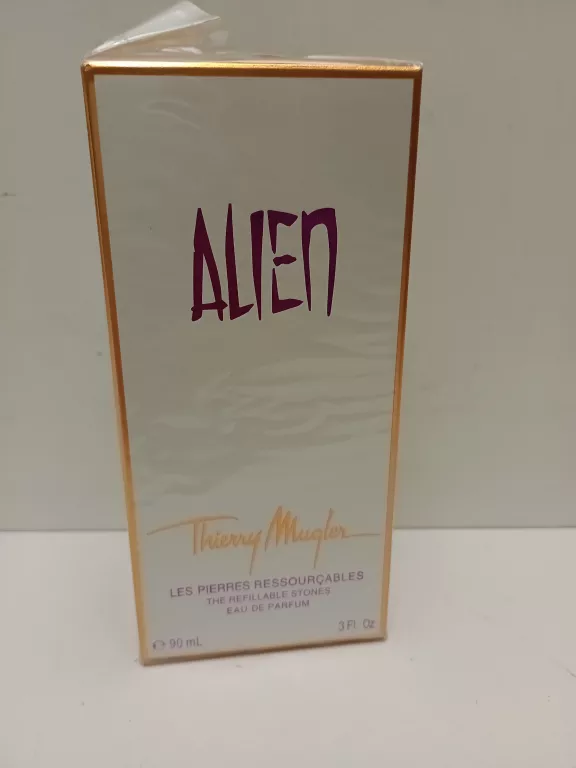 ALIEN
Thierry Mugler
LES PIERRES RESSOURÇABLES
THE REFILLABLE STONES
EAU DE PARFUM
℮ 90 mL 3 Fl. Oz